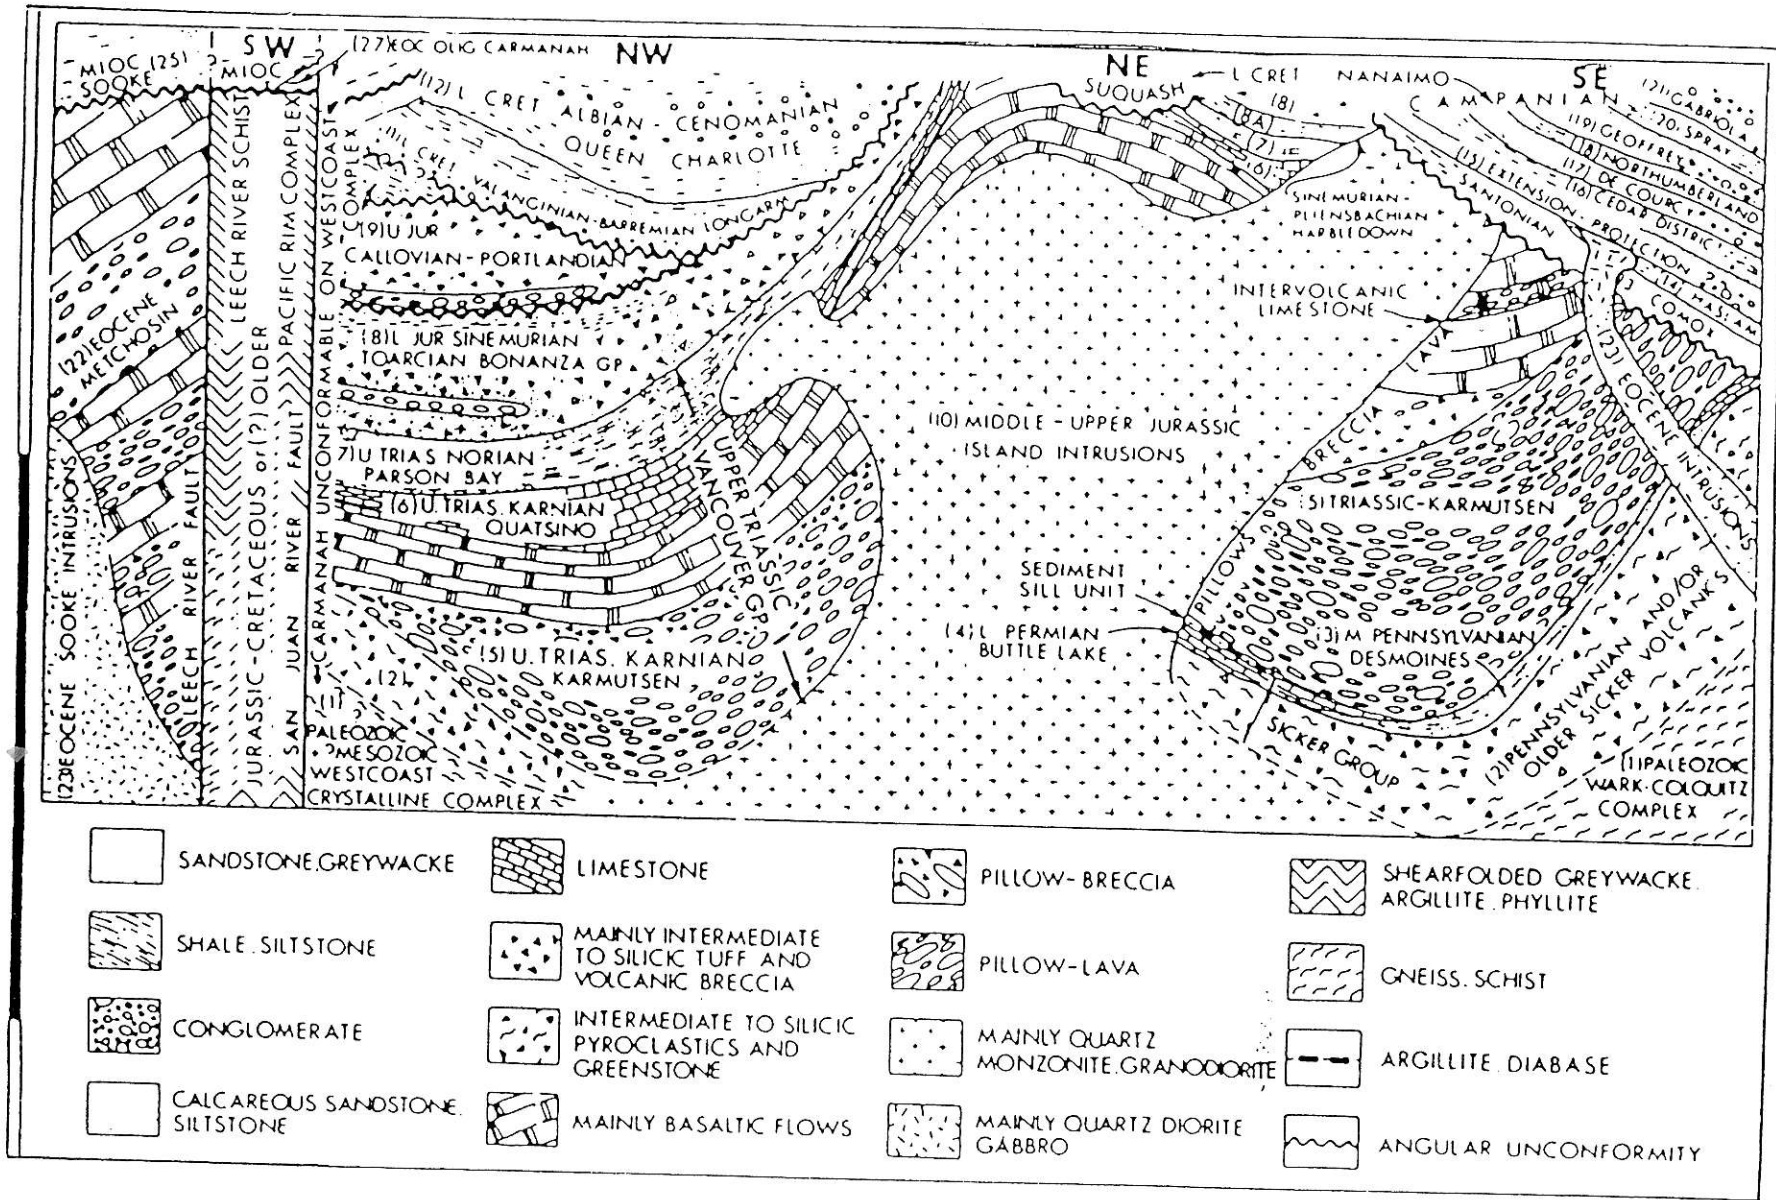 MIOC (25)
SOOKE
SW
MIOC
(27)EOC OLIG CARMANAH
NW
NE
SUQUASH
L CRET NANAIMO
SE
CAMPANIAN
(21) GABRIOLA
20 SPRAY
(19) GEOFFREY
(18) NORTHUMBERLAND
(17) DE COURCY
(16) CEDAR DISTRICT
(15) EXTENSION-PROTECTION
SANTONIAN
(14) HASLAM
COMOX
(12) L CRET ALBIAN-CENOMANIAN
QUEEN CHARLOTTE
(11) L CRET VALANGINIAN-BARREMIAN LONGARM
(9) U JUR
CALLOVIAN-PORTLANDIAN
(8) L JUR SINEMURIAN
TOARCIAN BONANZA GP
7) U TRIAS NORIAN
PARSON BAY
(6) U. TRIAS. KARNIAN
QUATSINO
UPPER TRIASSIC
VANCOUVER GP.
(5) U. TRIAS. KARNIAN
KARMUTSEN
(2)
(1)
PALEOZOIC
?MESOZOIC
WESTCOAST
CRYSTALLINE COMPLEX
(22) EOCENE
METCHOSIN
(23) EOCENE SOOKE INTRUSIONS
LEECH RIVER FAULT
LEECH RIVER SCHIST
JURASSIC-CRETACEOUS or (?) OLDER
PACIFIC RIM COMPLEX
SAN JUAN RIVER FAULT
CARMANAH UNCONFORMABLE ON WESTCOAST
COMPLEX
(8)
(8A)
(7)
(6)
SINEMURIAN-
PLIENSBACHIAN
HARBLEDOWN
INTERVOLCANIC
LIMESTONE
LAVA
BRECCIA
PILLOWS
(10) MIDDLE-UPPER JURASSIC
ISLAND INTRUSIONS
5) TRIASSIC-KARMUTSEN
(23) EOCENE INTRUSIONS
SEDIMENT
SILL UNIT
(4) L PERMIAN
BUTTLE LAKE
(3) M PENNSYLVANIAN
DESMOINES
SICKER GROUP
(2) PENNSYLVANIAN AND/OR
OLDER SICKER VOLCANICS
(1) PALEOZOIC
WARK-COLQUITZ
COMPLEX
SANDSTONE. GREYWACKE
LIMESTONE
PILLOW-BRECCIA
SHEARFOLDED GREYWACKE.
ARGILLITE. PHYLLITE
SHALE. SILTSTONE
MAINLY INTERMEDIATE
TO SILICIC TUFF AND
VOLCANIC BRECCIA
PILLOW-LAVA
GNEISS. SCHIST
CONGLOMERATE
INTERMEDIATE TO SILICIC
PYROCLASTICS AND
GREENSTONE
MAINLY QUARTZ
MONZONITE. GRANODIORITE
ARGILLITE. DIABASE
CALCAREOUS SANDSTONE.
SILTSTONE
MAINLY BASALTIC FLOWS
MAINLY QUARTZ DIORITE
GABBRO
ANGULAR UNCONFORMITY